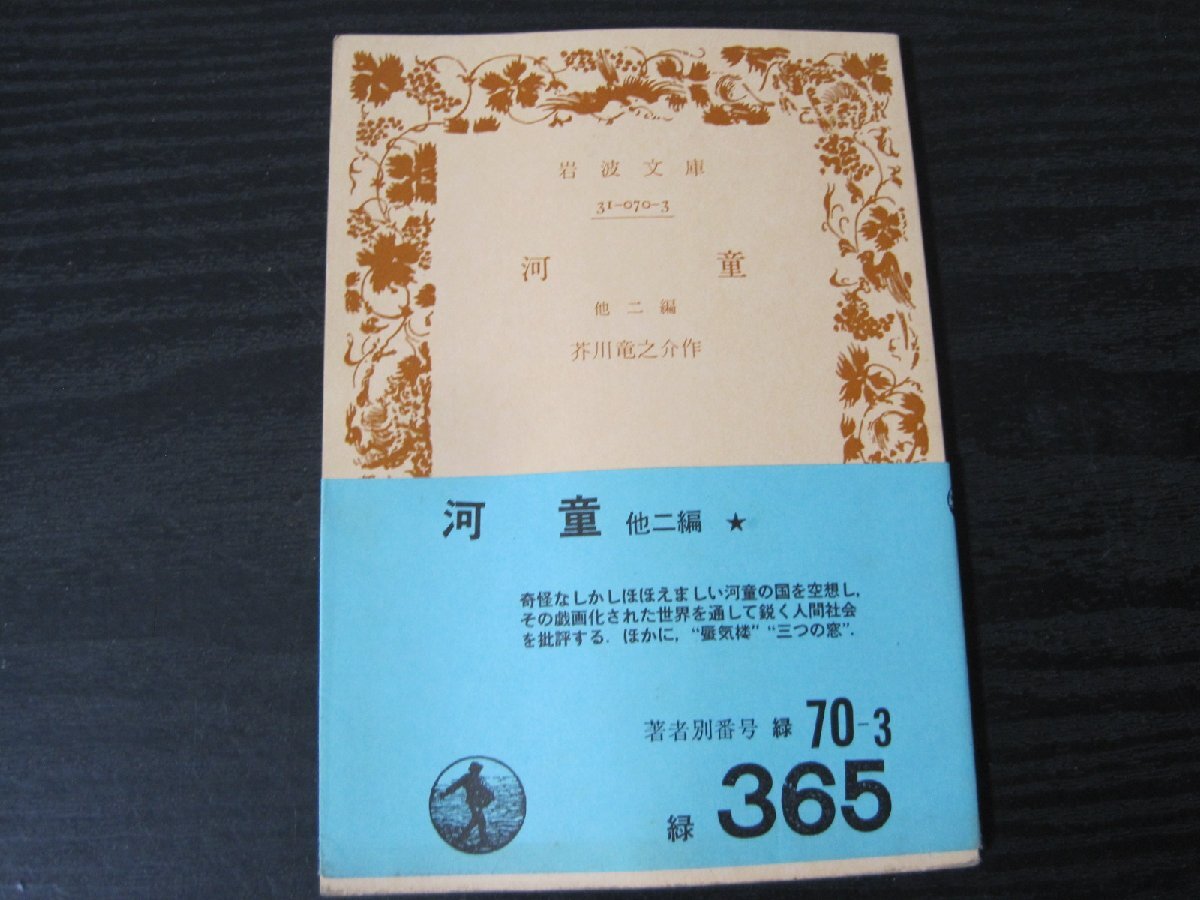 岩波文庫
31-070-3
河童
他二編
芥川竜之介作
河童 他二編 ★
奇怪なしかしほほえましい河童の国を空想し,
その戯画化された世界を通して鋭く人間社会
を批評する. ほかに, “蜃気楼” “三つの窓”.
著者別番号 緑 70-3
緑 365